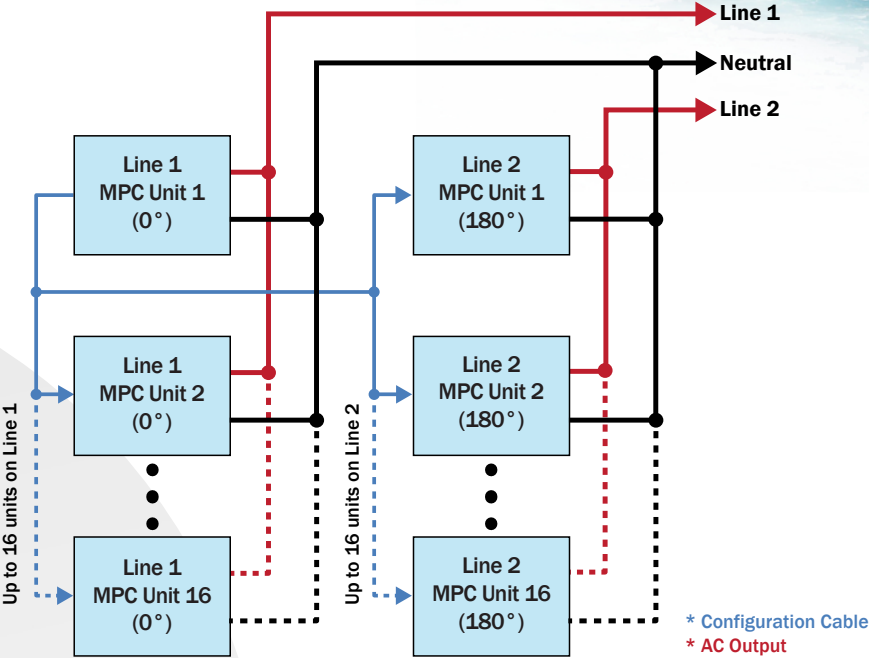 Line 1
Neutral
Line 2
Line 1
MPC Unit 1
(0°)
Line 2
MPC Unit 1
(180°)
Line 1
MPC Unit 2
(0°)
Line 2
MPC Unit 2
(180°)
Up to 16 units on Line 1
Up to 16 units on Line 2
Line 1
MPC Unit 16
(0°)
Line 2
MPC Unit 16
(180°)
* Configuration Cable
* AC Output